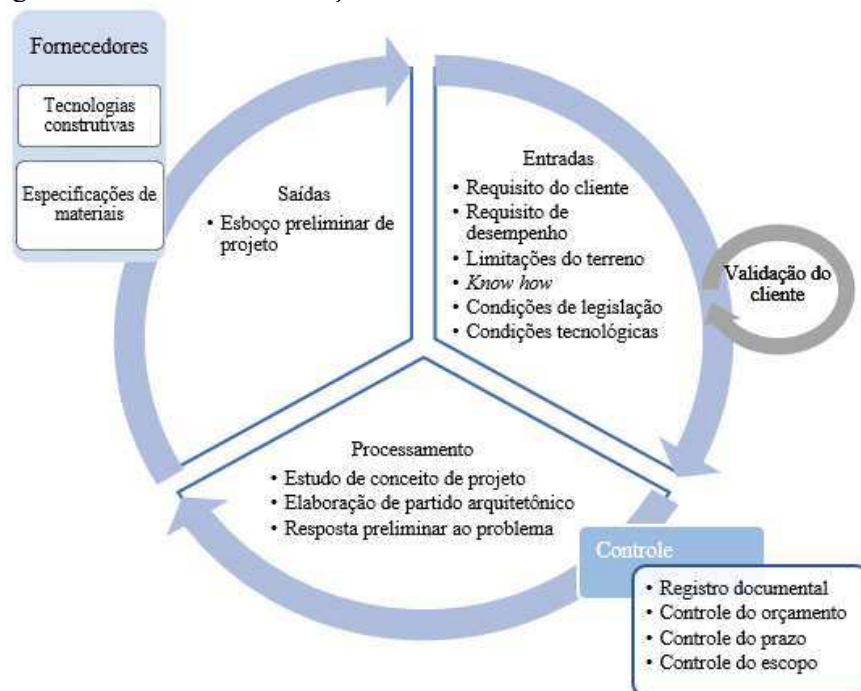 Fornecedores
Tecnologias
construtivas
Especificações de
materiais
Saídas
• Esboço preliminar de
projeto
Entradas
• Requisito do cliente
• Requisito de
desempenho
• Limitações do terreno
• Know how
• Condições de legislação
• Condições tecnológicas
Validação do
cliente
Processamento
• Estudo de conceito de projeto
• Elaboração de partido arquitetônico
• Resposta preliminar ao problema
Controle
• Registro documental
• Controle do orçamento
• Controle do prazo
• Controle do escopo